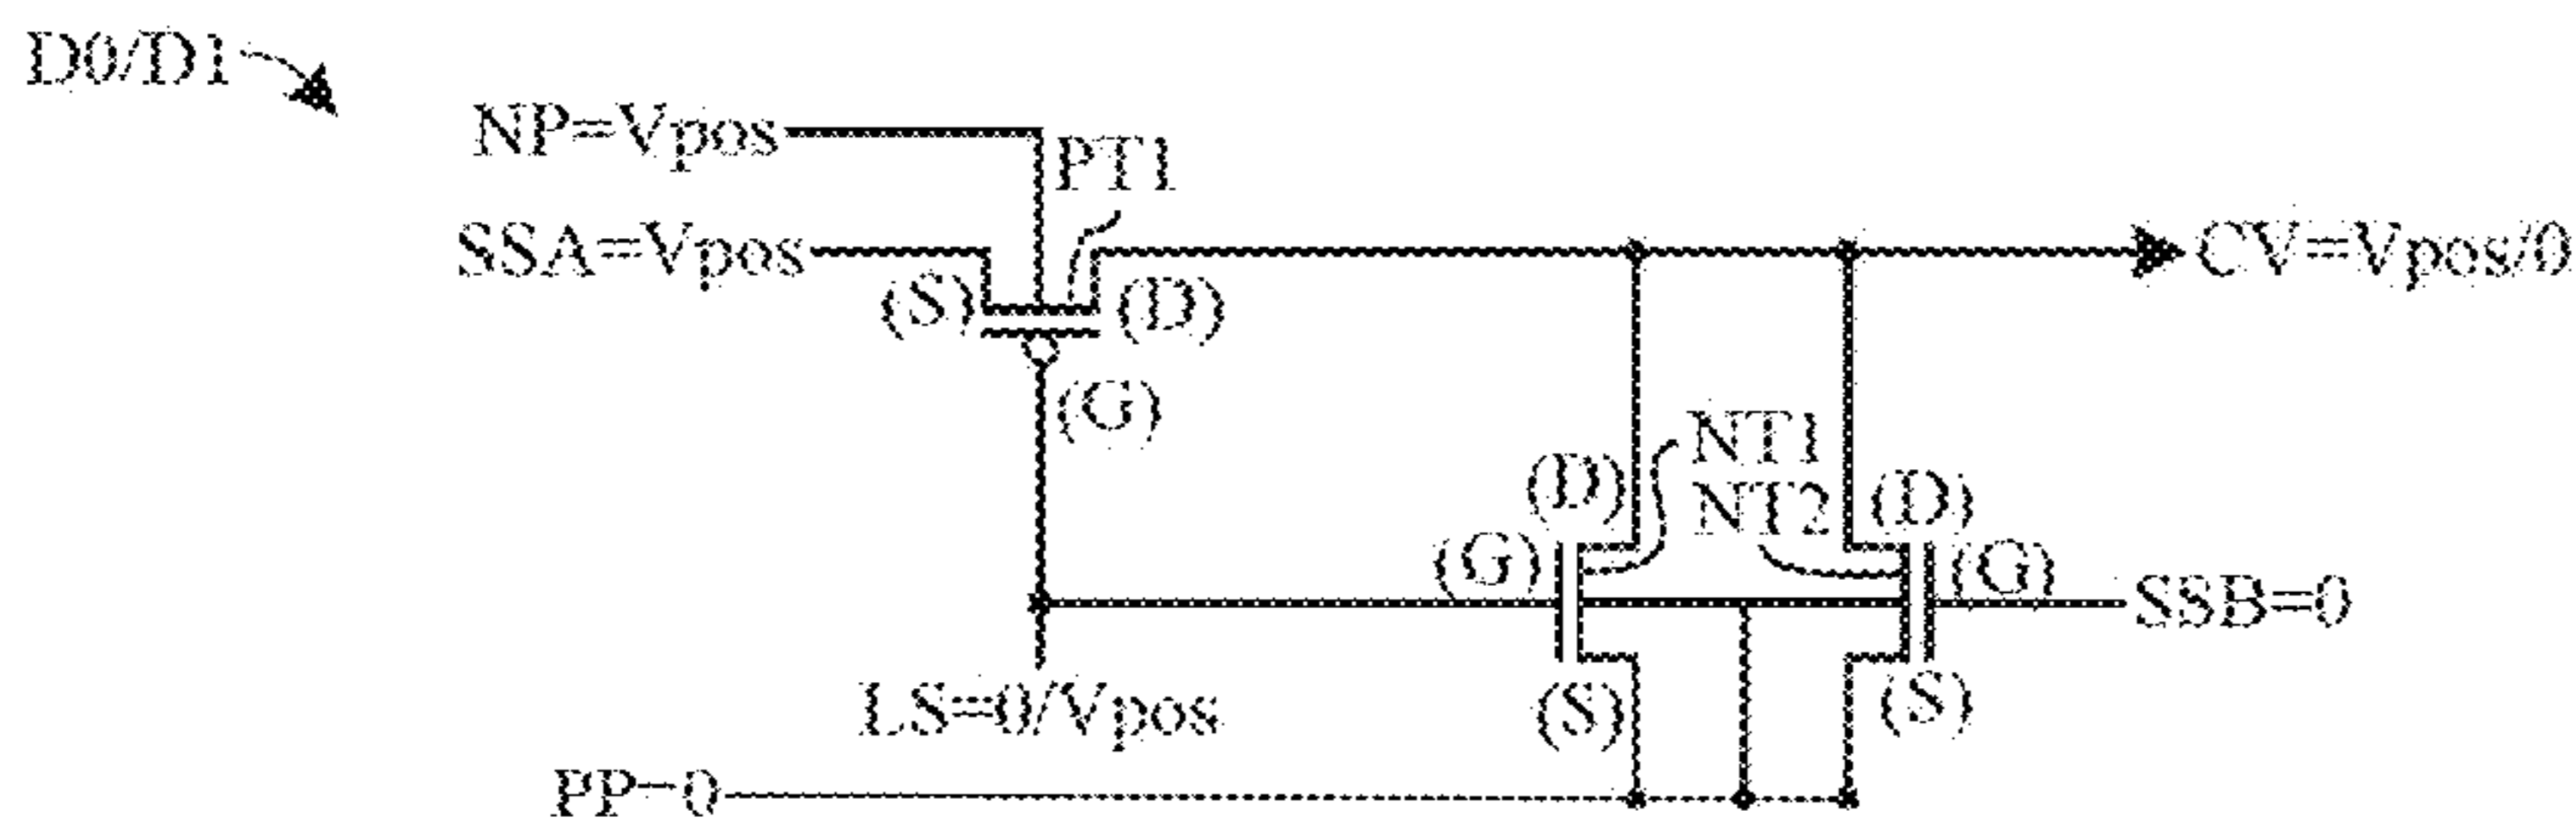 D0/D1
NP=Vpos
PT1
SSA=Vpos
CV=Vpos/0
(S)
(D)
(G)
NT1
(D)
NT2
(D)
(G)
(G)
SSB=0
LS=0/Vpos
(S)
(S)
PP=0